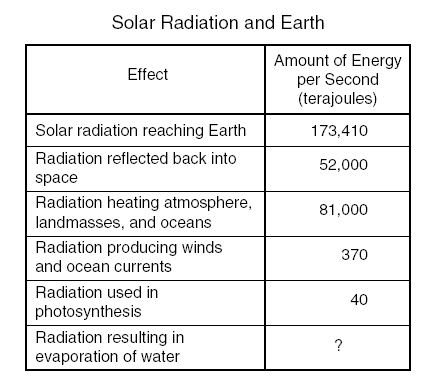 Solar Radiation and Earth
Effect
Amount of Energy
per Second
(terajoules)
Solar radiation reaching Earth 173,410
Radiation reflected back into
space
52,000
Radiation heating atmosphere,
landmasses, and oceans
81,000
Radiation producing winds
and ocean currents
370
Radiation used in
photosynthesis
40
Radiation resulting in
evaporation of water
?